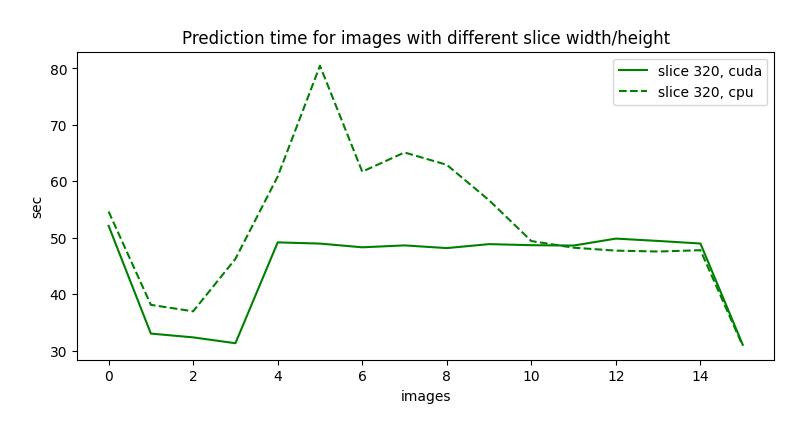 Prediction time for images with different slice width/height
slice 320, cuda
slice 320, cpu
80
70
60
50
40
30
sec
0 2 4 6 8 10 12 14
images